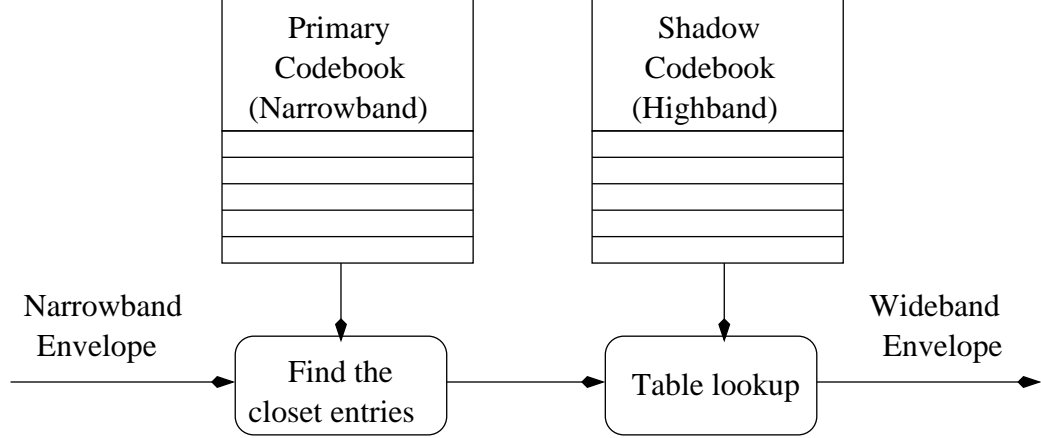 Primary
Codebook
(Narrowband)
Shadow
Codebook
(Highband)
Narrowband
Envelope
Find the
closet entries
Table lookup
Wideband
Envelope